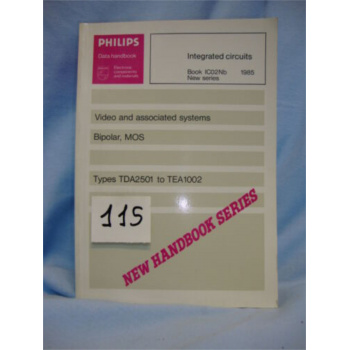 PHILIPS
Data handbook
Electronic
components
and materials
Integrated circuits
Book IC02Nb 1985
New series
Video and associated systems
Bipolar, MOS
Types TDA2501 to TEA1002
115
NEW HANDBOOK SERIES